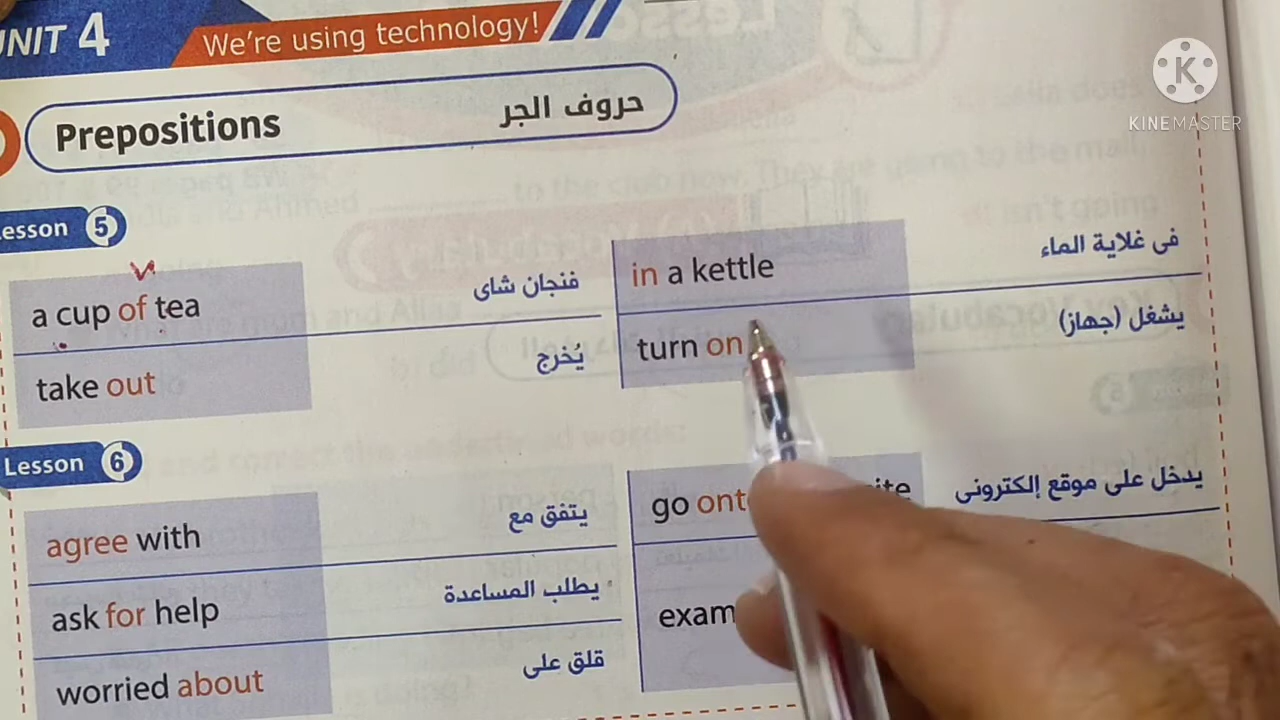 UNIT 4
We're using technology!
KINEMASTER
Prepositions
حروف الجر
Lesson 5
a cup of tea
فنجان شاى
in a kettle
فى غلاية الماء
take out
يُخرج
turn on
يشغل (جهاز)
Lesson 6
agree with
يتفق مع
go onto
يدخل على موقع إلكترونى
ask for help
يطلب المساعدة
worried about
قلق على